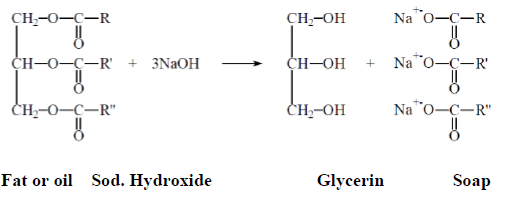 CH₂–O–C–R CH₂–OH Na⁺⁻O–C–R
O O
CH–O–C–R' + 3NaOH CH–OH + Na⁺⁻O–C–R'
O O
CH₂–O–C–R" CH₂–OH Na⁺⁻O–C–R"
O O
Fat or oil Sod. Hydroxide Glycerin Soap